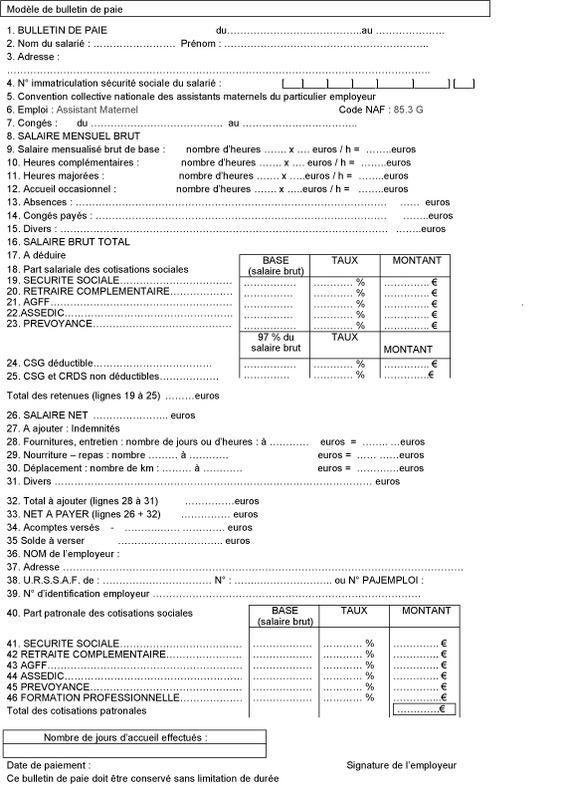 Modèle de bulletin de paie
1. BULLETIN DE PAIE du…………………………………..au …………………
2. Nom du salarié : ……………………. Prénom : …………………………………………………….
3. Adresse :
……………………………………………………………………………………………………………
4. N° immatriculation sécurité sociale du salarié : [__|__|__|__|____|____] [__]
5. Convention collective nationale des assistants maternels du particulier employeur
6. Emploi : Assistant Maternel Code NAF : 85.3 G
7. Congés : du ………………………………… au ……………………………..
8. SALAIRE MENSUEL BRUT
9. Salaire mensualisé brut de base : nombre d'heures ……. x …. euros / h = ……..euros
10. Heures complémentaires : nombre d'heures ……. x …. euros / h = ……..euros
11. Heures majorées : nombre d'heures ……. x …..euros / h = ……..euros
12. Accueil occasionnel : nombre d'heures ……. x …..euros / h = ……..euros
13. Absences : ……………………………………………………………………………… …… euros
14. Congés payés : ………………………………………………………………………… ……..euros
15. Divers : ……………………………………………………………………………… ……..euros
16. SALAIRE BRUT TOTAL
17. A déduire
18. Part salariale des cotisations sociales
BASE (salaire brut) TAUX MONTANT
19. SECURITE SOCIALE…………………………… …………… ……….. % ………….€
20. RETRAIRE COMPLEMENTAIRE……………… …………… ……….. % ………….€
21. AGFF…………………………………………… …………… ……….. % ………….€
22.ASSEDIC………………………………………… …………… ……….. % ………….€
23. PREVOYANCE…………………………………… …………… ……….. % ………….€
97 % du salaire brut TAUX MONTANT
24. CSG déductible……………………………… …………… ……….. % ………….€
25. CSG et CRDS non déductibles……………… …………… ……….. % ………….€
Total des retenues (lignes 19 à 25) ………euros
26. SALAIRE NET …………………. euros
27. A ajouter : Indemnités
28. Fournitures, entretien : nombre de jours ou d'heures : à ………… euros = …….. …euros
29. Nourriture – repas : nombre ……… à ………… euros = …… ……euros
30. Déplacement : nombre de km : ……… à ………… euros = …………euros
31. Divers …………………………………………………………………………… euros
32. Total à ajouter (lignes 28 à 31) ……………euros
33. NET A PAYER (lignes 26 + 32) …………… euros
34. Acomptes versés - …………….. …………. euros
35 Solde à verser …………………………. euros
36. NOM de l'employeur :
37. Adresse ………………………………………………………………………………………………
38. U.R.S.S.A.F. de : …………………………… N° : ……………………….. ou N° PAJEMPLOI :
39. N° d'identification employeur ……………………………………………………………………
40. Part patronale des cotisations sociales
BASE (salaire brut) TAUX MONTANT
41. SECURITE SOCIALE……………………………… ……………… ……….. % ………….€
42 RETRAITE COMPLEMENTAIRE………………… ……………… ……….. % ………….€
43 AGFF……………………………………………… ……………… ……….. % ………….€
44 ASSEDIC………………………………………… ……………… ……….. % ………….€
45 PREVOYANCE…………………………………… ……………… ……….. % ………….€
46 FORMATION PROFESSIONNELLE……………… ……………… ……….. % ………….€
Total des cotisations patronales …………€
Nombre de jours d'accueil effectués :
Date de paiement : Signature de l'employeur
Ce bulletin de paie doit être conservé sans limitation de durée